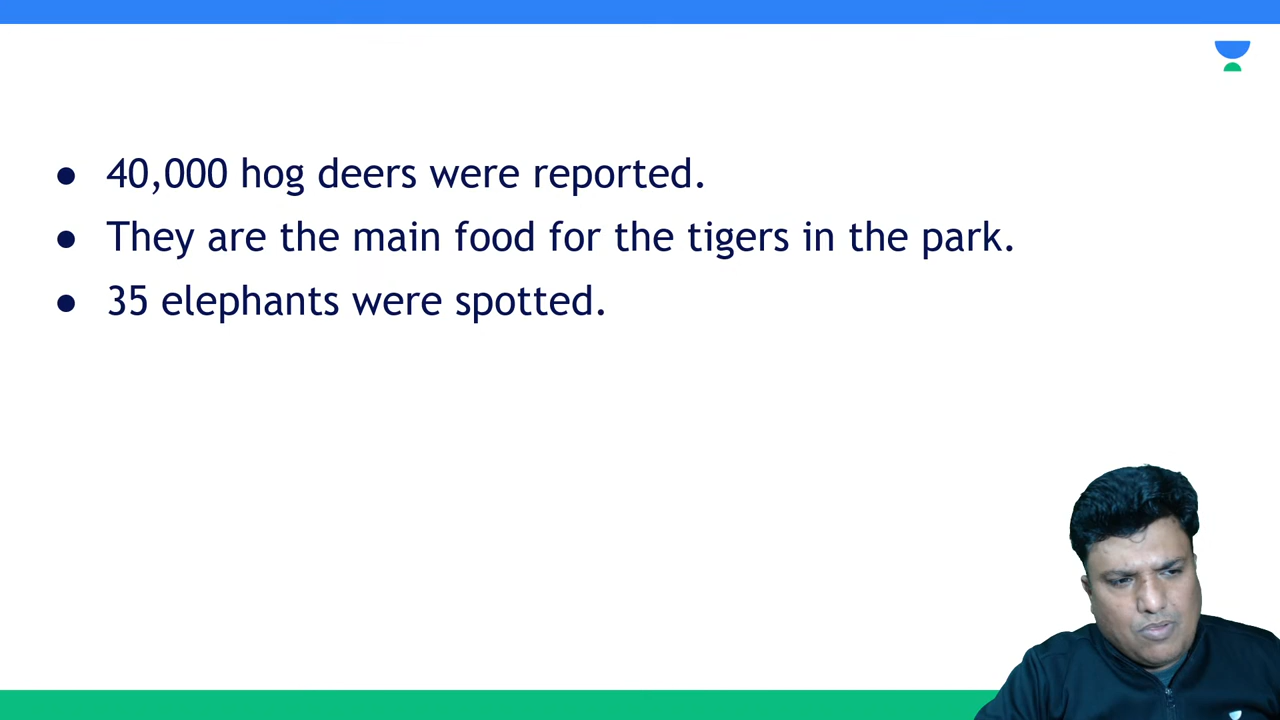 ● 40,000 hog deers were reported.
● They are the main food for the tigers in the park.
● 35 elephants were spotted.